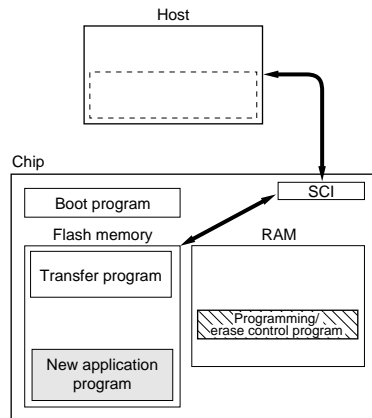 Host
Chip
SCI
Boot program
Flash memory
RAM
Transfer program
Programming/
erase control program
New application
program